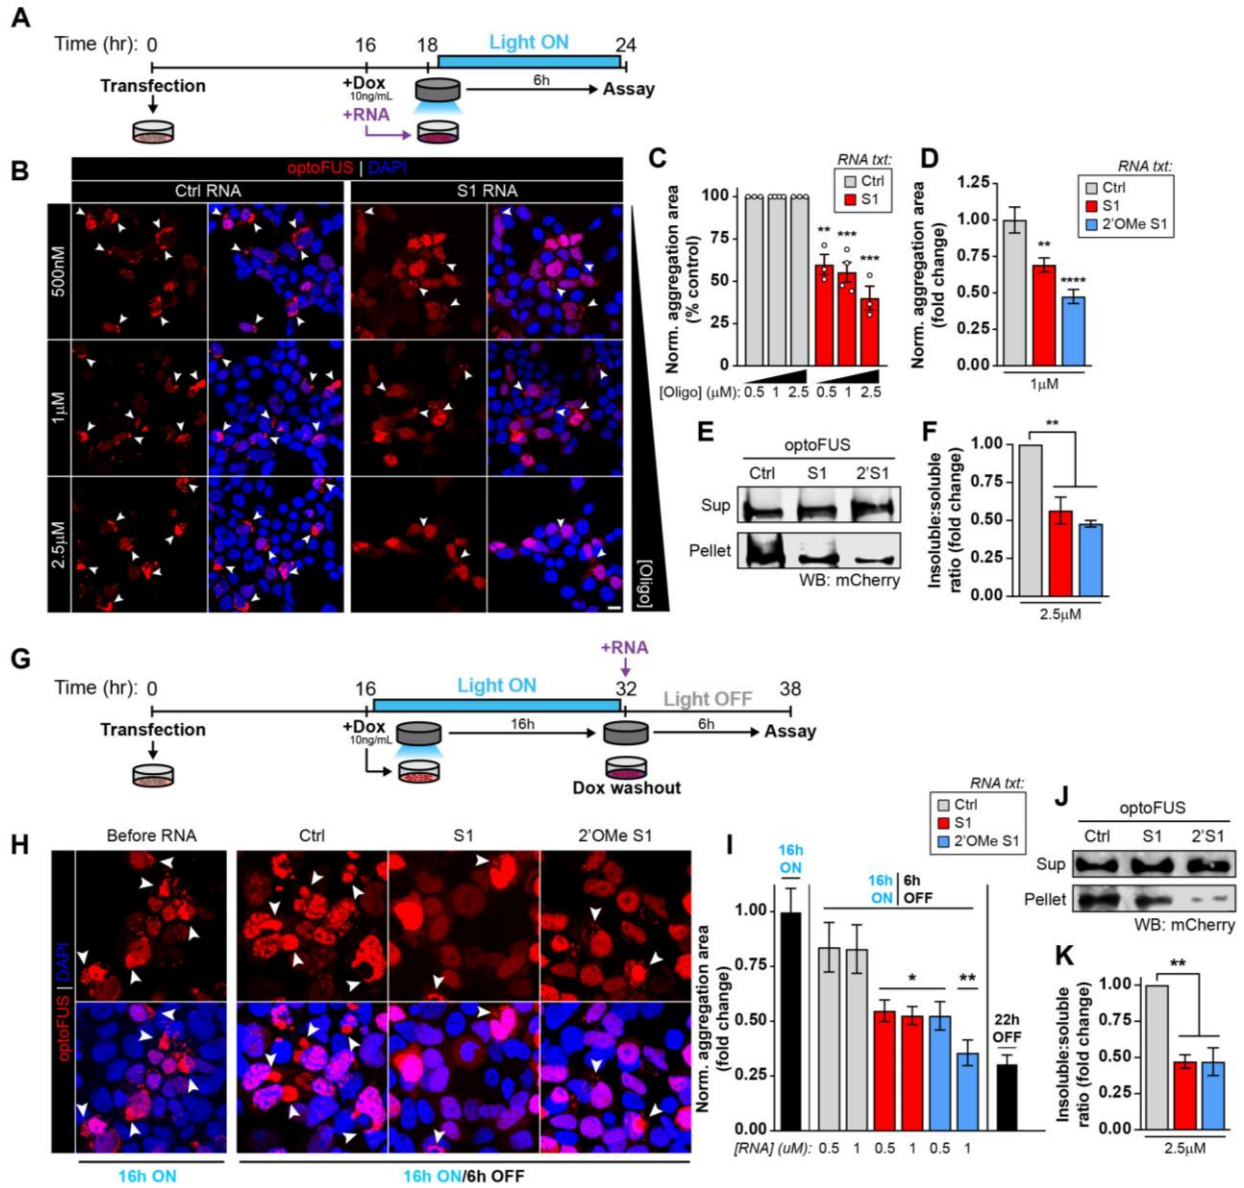 A
Time (hr): 0 16 18 Light ON 24
Transfection
+Dox
10ng/mL
+RNA
6h
Assay
B
optoFUS | DAPI
Ctrl RNA S1 RNA
500nM
1µM
2.5µM
[Oligo]
C
RNA txt:
Ctrl
S1
Norm. aggregation area
(% control)
100
75
50
25
0
** *** ***
[Oligo] (µM): 0.5 1 2.5 0.5 1 2.5
D
RNA txt:
Ctrl
S1
2'OMe S1
Norm. aggregation area
(fold change)
1.25
1.00
0.75
0.50
0.25
0.00
** ****
1µM
E
optoFUS
Ctrl S1 2'S1
Sup
Pellet
WB: mCherry
F
Insoluble:soluble
ratio (fold change)
1.00
0.75
0.50
0.25
0.00
**
2.5µM
G
+RNA
Time (hr): 0 16 Light ON 32 Light OFF 38
Transfection
+Dox
10ng/mL
16h
6h
Assay
Dox washout
H
Before RNA Ctrl S1 2'OMe S1
optoFUS | DAPI
16h ON 16h ON/6h OFF
I
RNA txt:
Ctrl
S1
2'OMe S1
Norm. aggregation area
(fold change)
1.00
0.75
0.50
0.25
0.00
16h
ON
16h
ON
6h
OFF
* **
22h
OFF
[RNA] (uM): 0.5 1 0.5 1 0.5 1
J
optoFUS
Ctrl S1 2'S1
Sup
Pellet
WB: mCherry
K
Insoluble:soluble
ratio (fold change)
1.00
0.75
0.50
0.25
0.00
**
2.5µM